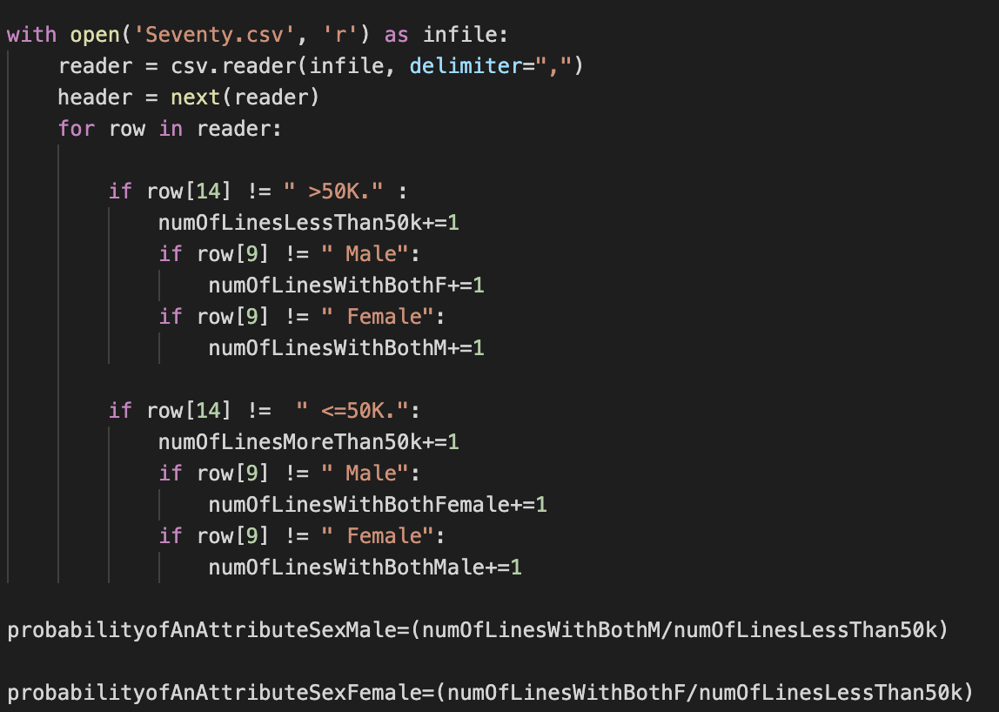 with open('Seventy.csv', 'r') as infile:
    reader = csv.reader(infile, delimiter=",")
    header = next(reader)
    for row in reader:

        if row[14] != " >50K." :
            numOfLinesLessThan50k+=1
            if row[9] != " Male":
                numOfLinesWithBothF+=1
            if row[9] != " Female":
                numOfLinesWithBothM+=1

        if row[14] !=  " <=50K.":
            numOfLinesMoreThan50k+=1
            if row[9] != " Male":
                numOfLinesWithBothFemale+=1
            if row[9] != " Female":
                numOfLinesWithBothMale+=1

probabilityofAnAttributeSexMale=(numOfLinesWithBothM/numOfLinesLessThan50k)

probabilityofAnAttributeSexFemale=(numOfLinesWithBothF/numOfLinesLessThan50k)